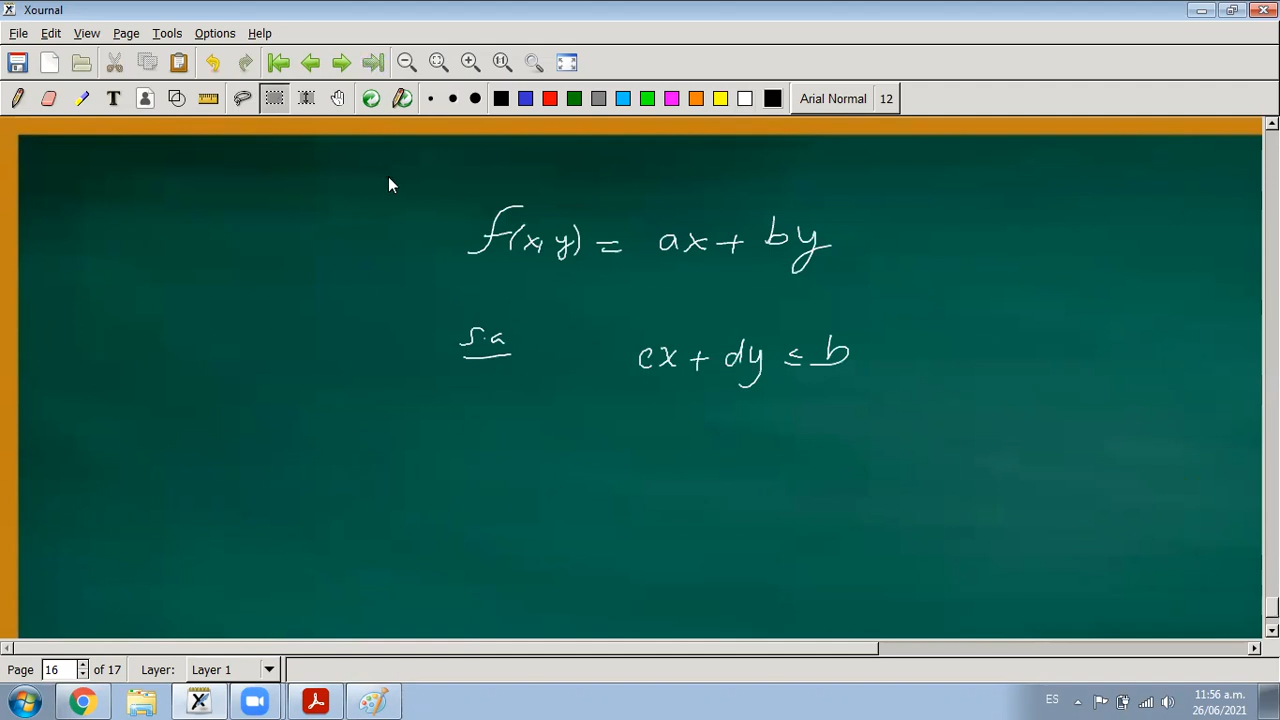 Xournal
File Edit View Page Tools Options Help
Arial Normal 12
f(x, y) = ax + by
s.a cx + dy ≤ b
Page 16 of 17 Layer: Layer 1
ES 11:56 a.m.
26/06/2021